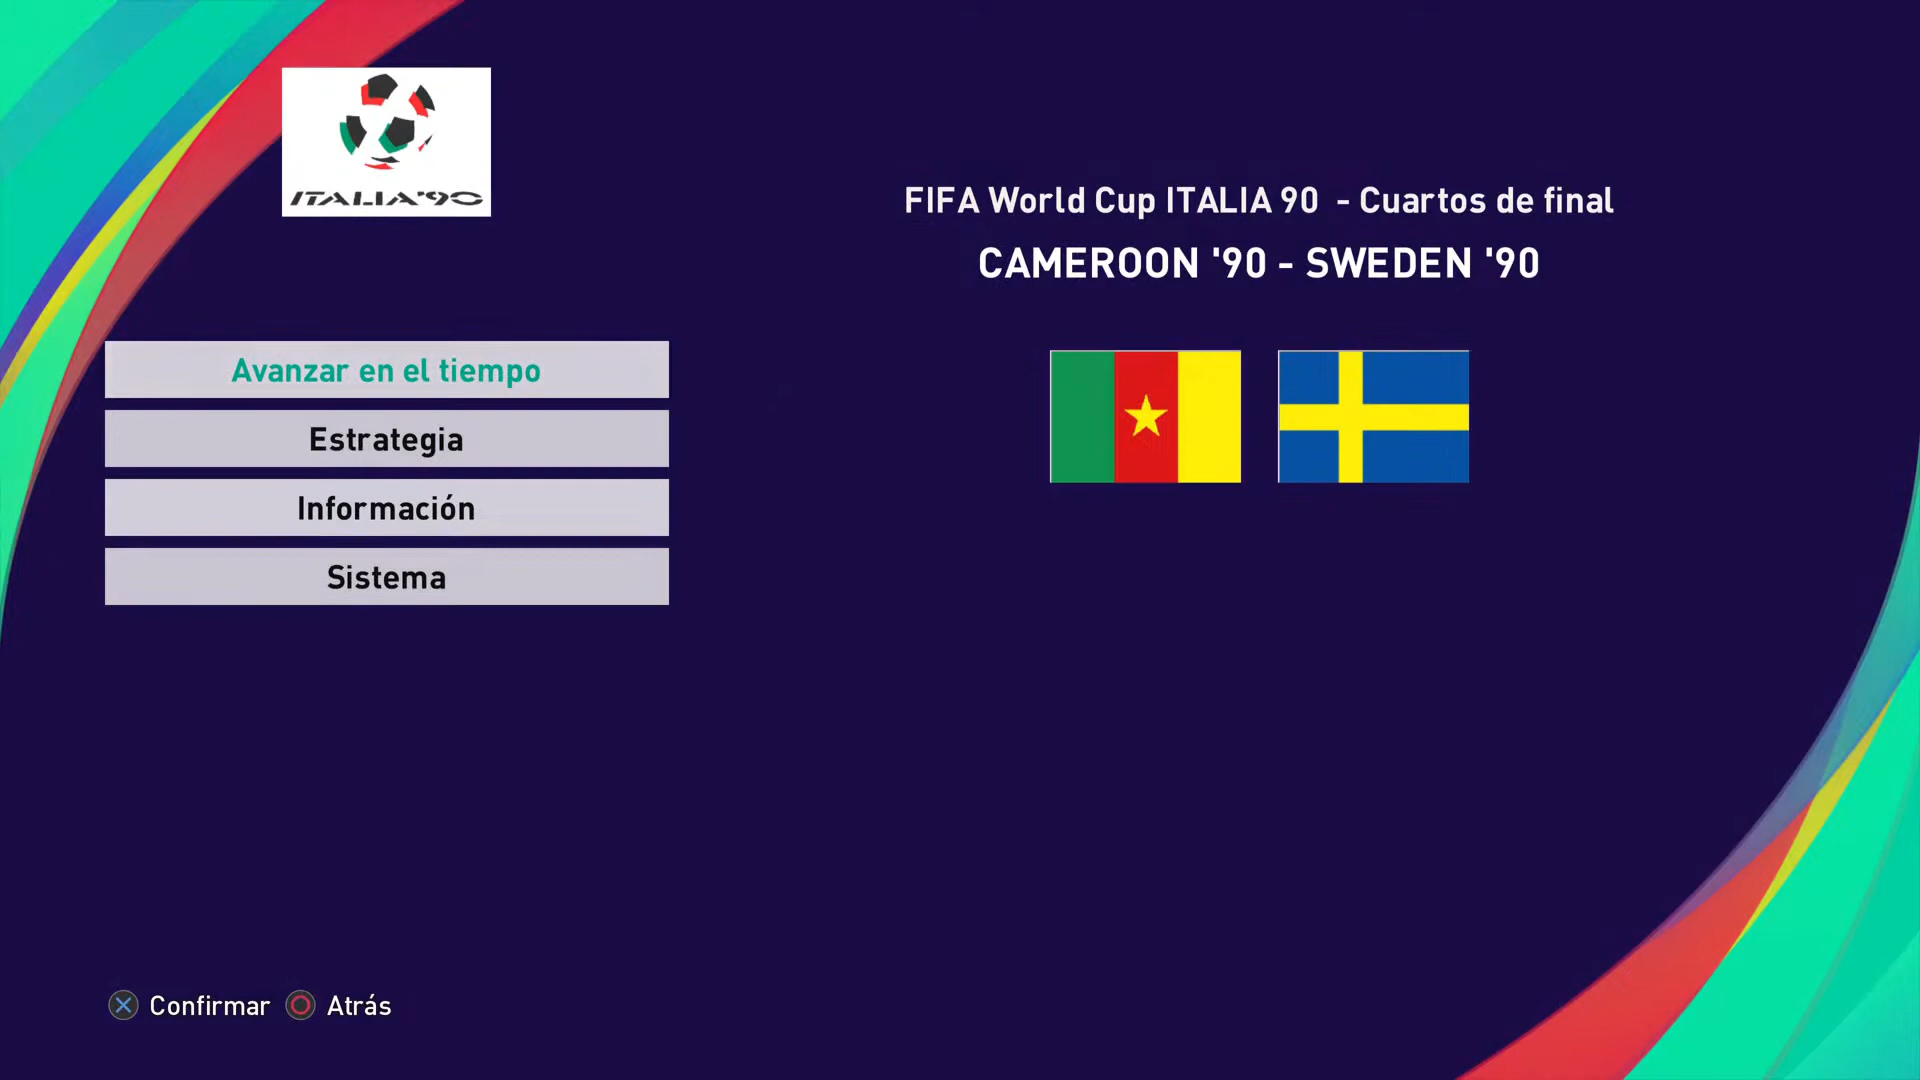 ITALIA'90
FIFA World Cup ITALIA 90 - Cuartos de final
CAMEROON '90 - SWEDEN '90
Avanzar en el tiempo
Estrategia
Información
Sistema
Confirmar Atrás